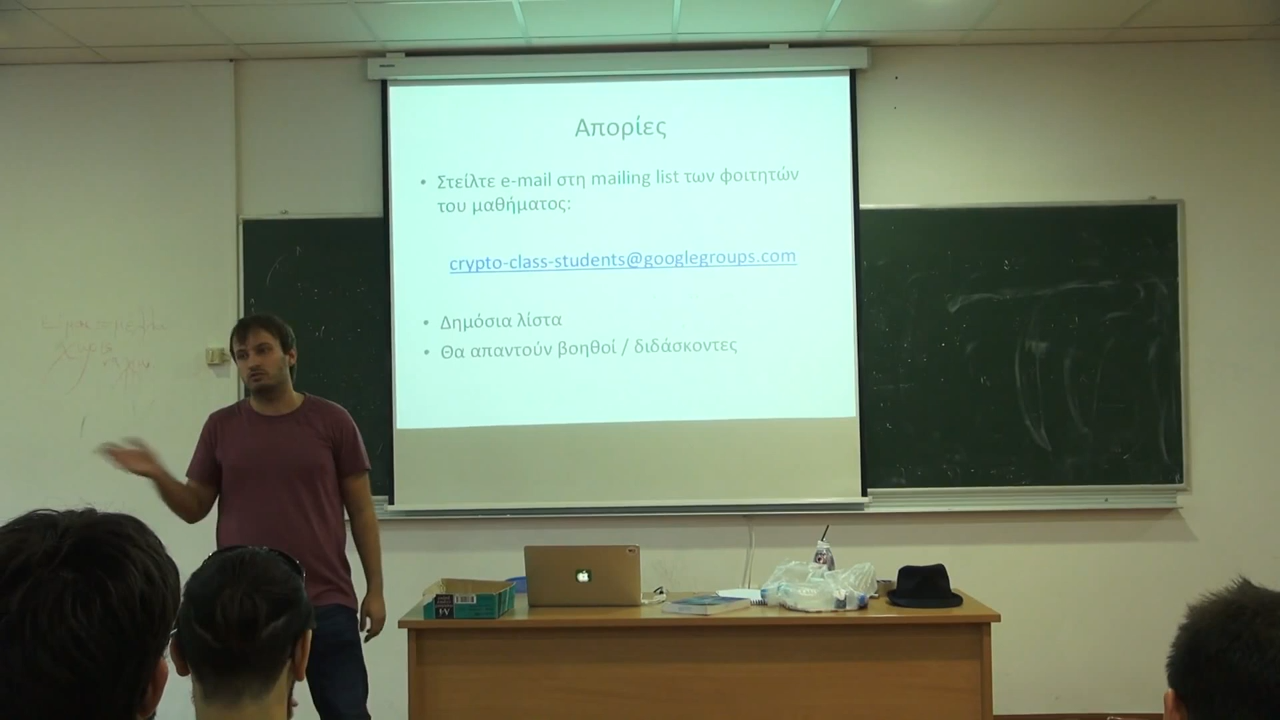 Απορίες
• Στείλτε e-mail στη mailing list των φοιτητών
του μαθήματος:
crypto-class-students@googlegroups.com
• Δημόσια λίστα
• Θα απαντούν βοηθοί / διδάσκοντες